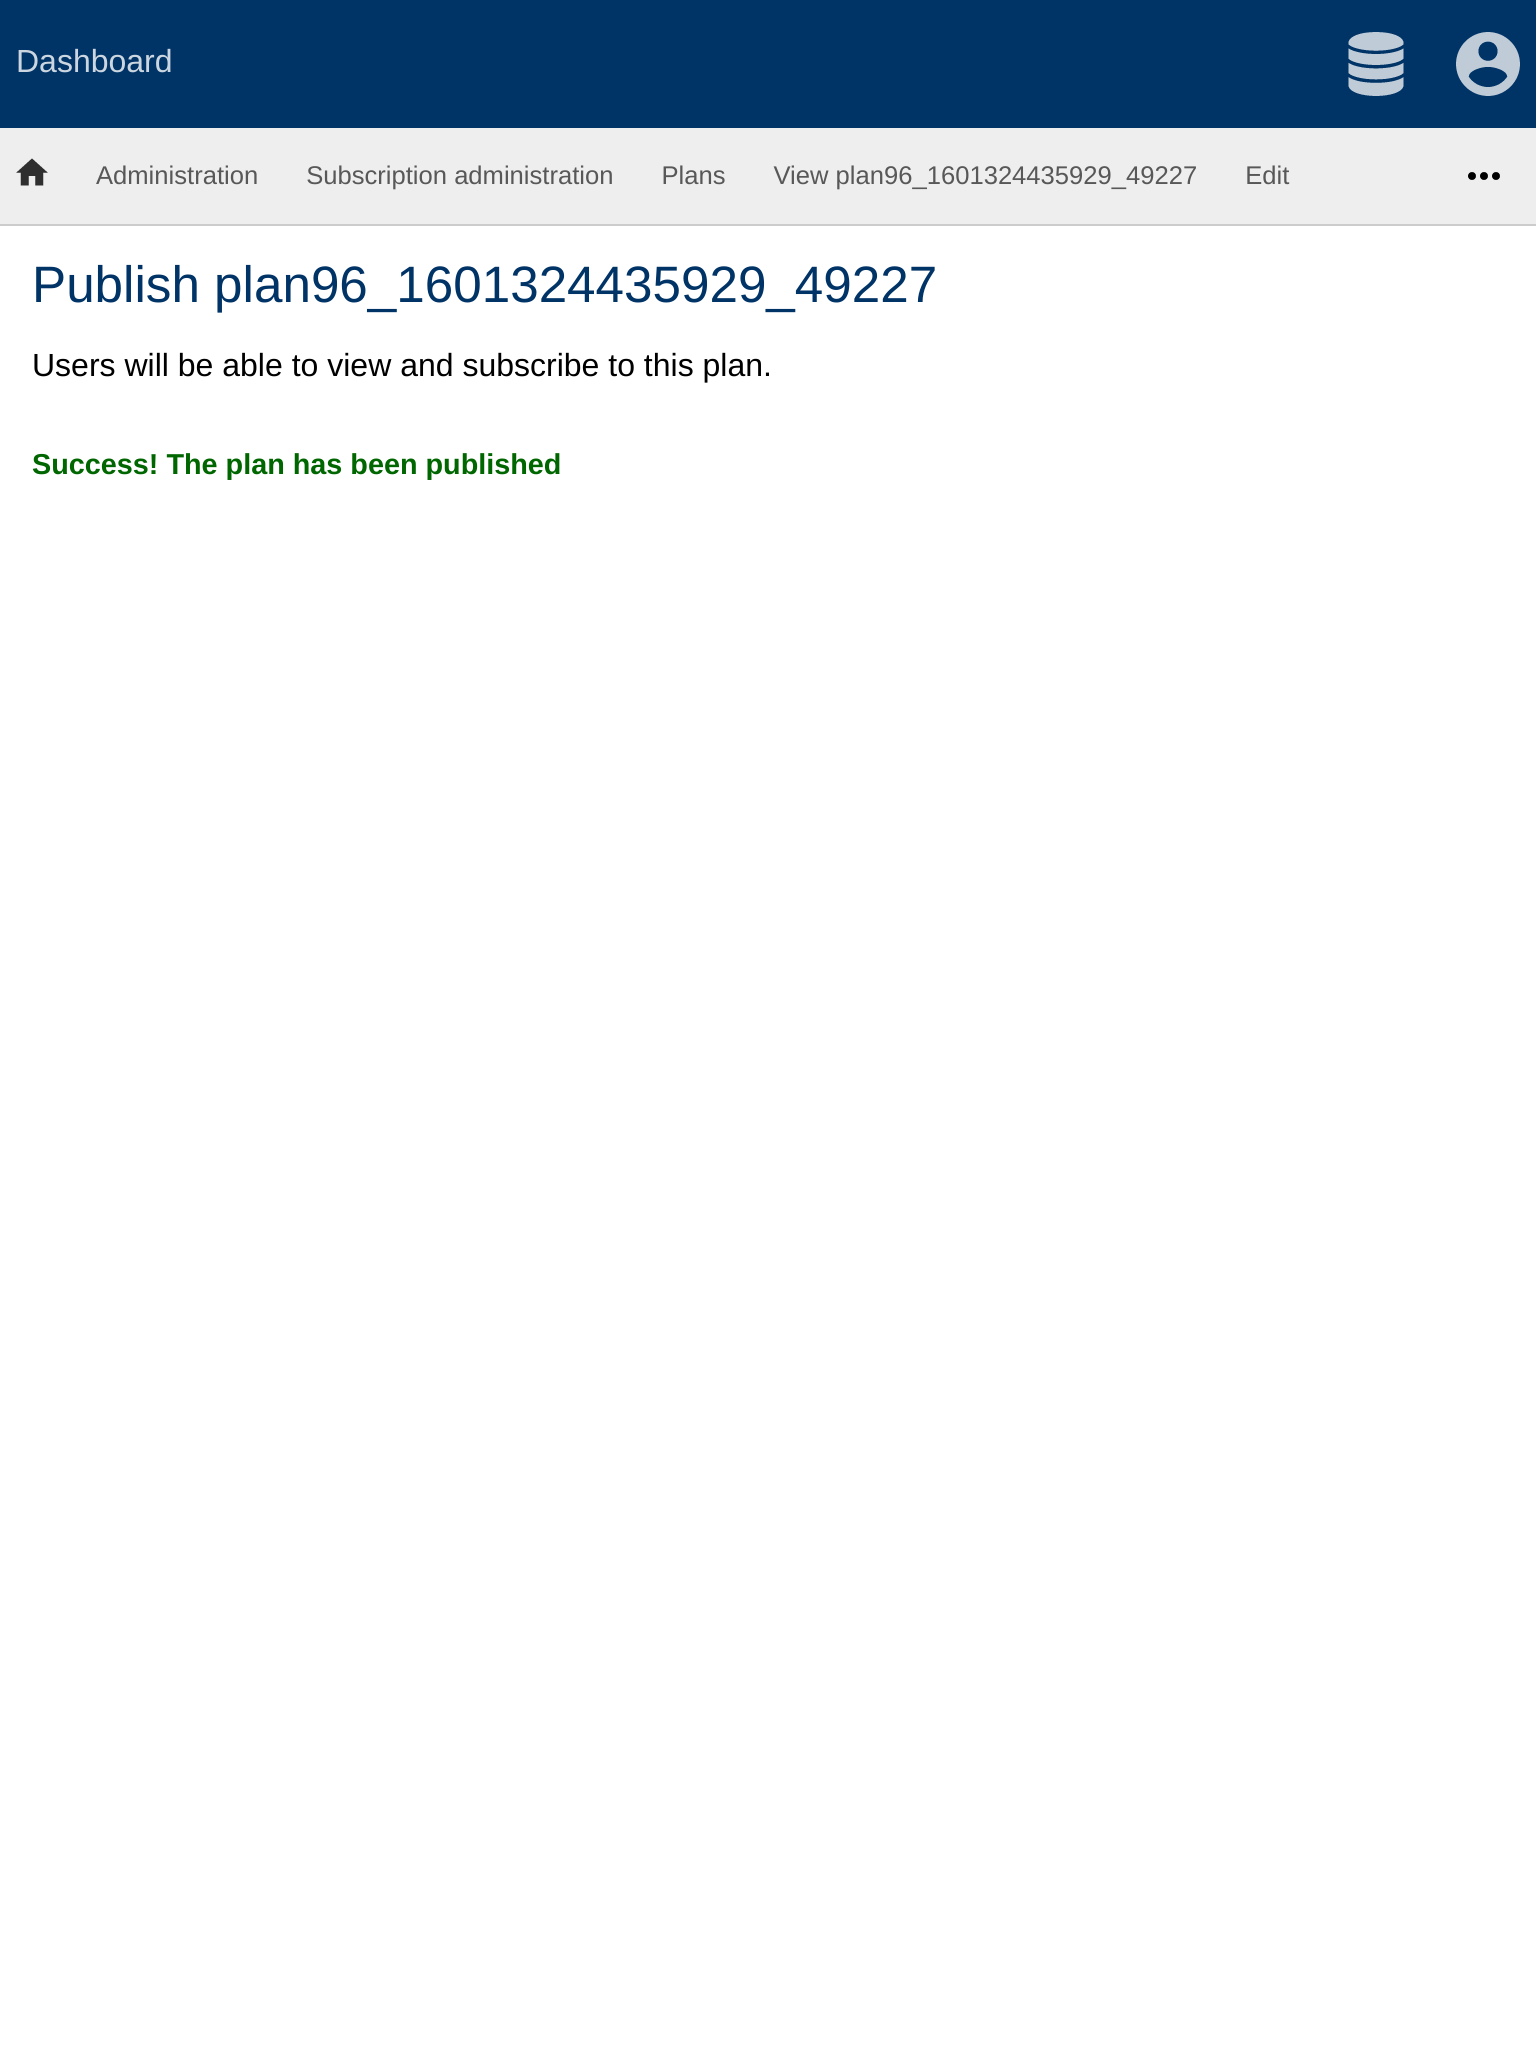 Dashboard
Administration Subscription administration Plans View plan96_1601324435929_49227 Edit
Publish plan96_1601324435929_49227
Users will be able to view and subscribe to this plan.
Success! The plan has been published